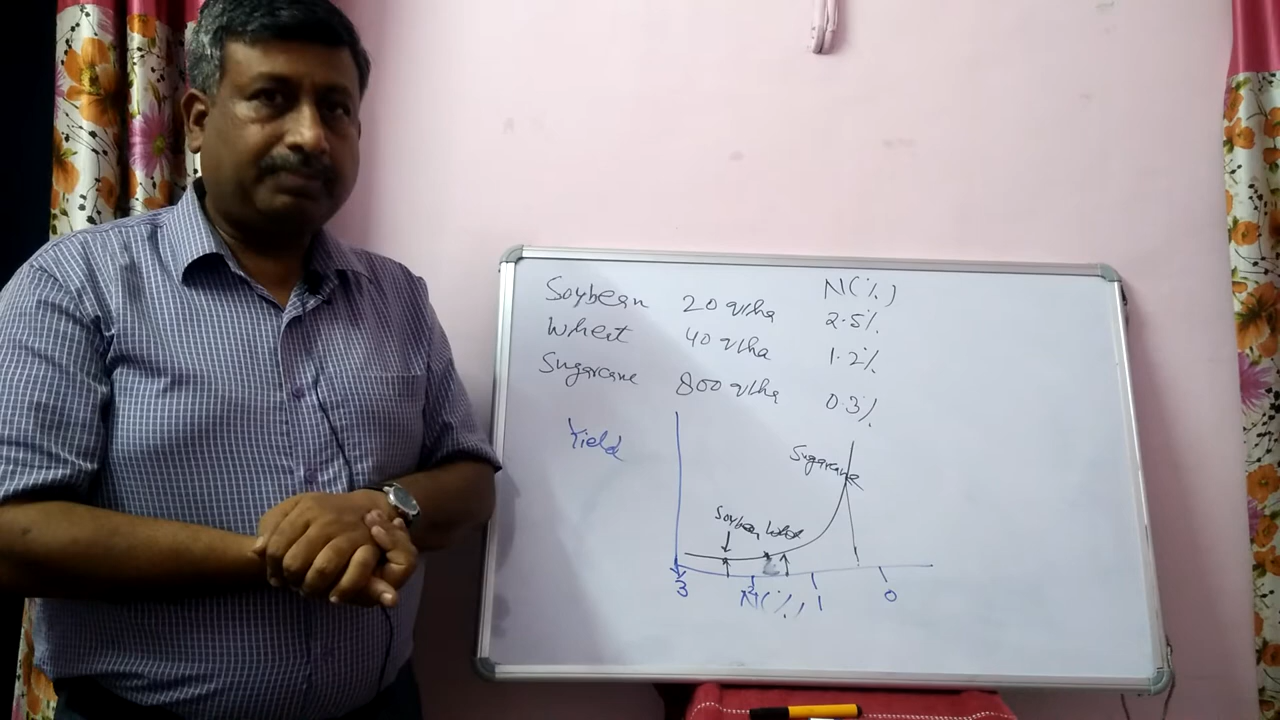 N(%)
Soybean 20 q/ha 2.5%
Wheat 40 q/ha 1.2%
Sugarcane 800 q/ha 0.3%
Yield
Sugarcane
Soybean Wheat
3 2 1 0
N(%)